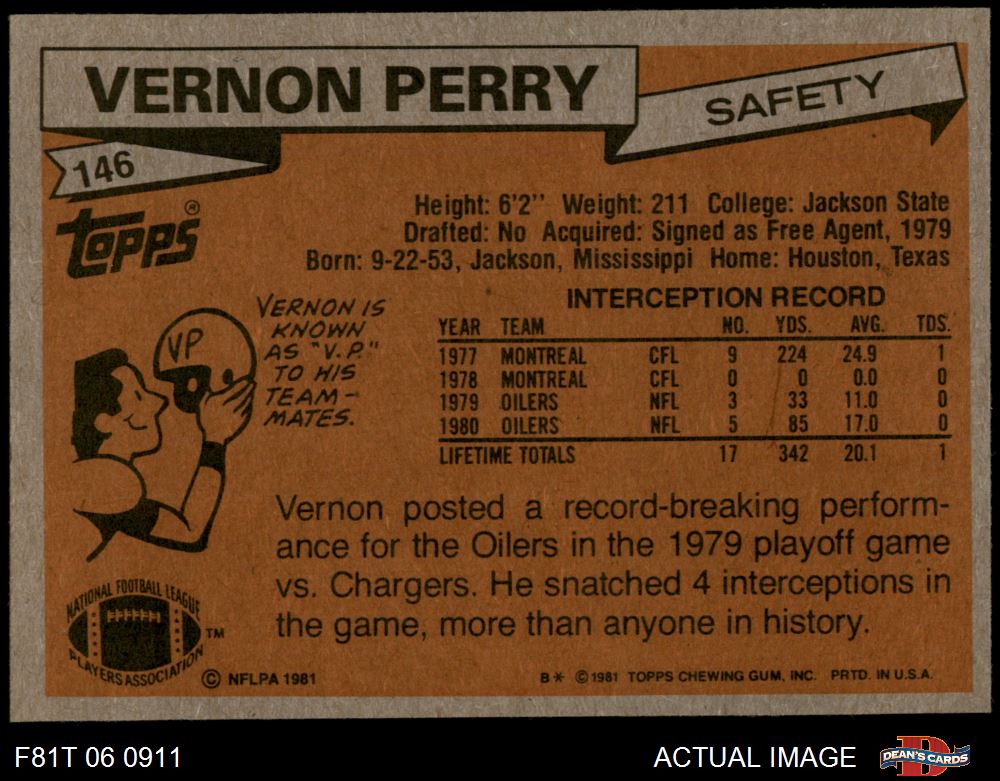 VERNON PERRY
SAFETY
146
TOPPS®
Height: 6'2'' Weight: 211 College: Jackson State
Drafted: No Acquired: Signed as Free Agent, 1979
Born: 9-22-53, Jackson, Mississippi Home: Houston, Texas
VERNON IS
KNOWN
AS "V.P."
TO HIS
TEAM-
MATES.
VP
INTERCEPTION RECORD
YEAR TEAM NO. YDS. AVG. TDS.
1977 MONTREAL CFL 9 224 24.9 1
1978 MONTREAL CFL 0 0 0.0 0
1979 OILERS NFL 3 33 11.0 0
1980 OILERS NFL 5 85 17.0 0
LIFETIME TOTALS 17 342 20.1 1
Vernon posted a record-breaking perform-
ance for the Oilers in the 1979 playoff game
vs. Chargers. He snatched 4 interceptions in
the game, more than anyone in history.
NATIONAL FOOTBALL LEAGUE
PLAYERS ASSOCIATION
TM
© NFLPA 1981
B* ©1981 TOPPS CHEWING GUM, INC. PRTD. IN U.S.A.
F81T 06 0911
ACTUAL IMAGE
DEAN'S CARDS